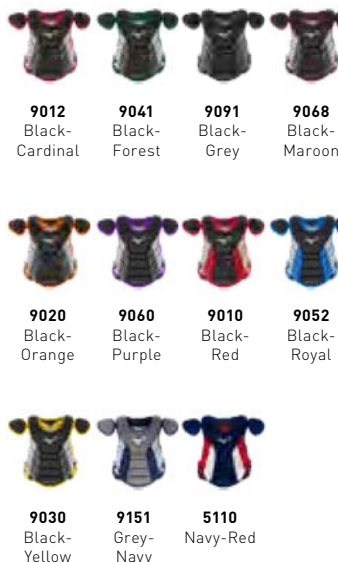 9012 9041 9091 9068
Black- Black- Black- Black-
Cardinal Forest Grey Maroon
9020 9060 9010 9052
Black- Black- Black- Black-
Orange Purple Red Royal
9030 9151 5110
Black- Grey- Navy-Red
Yellow Navy